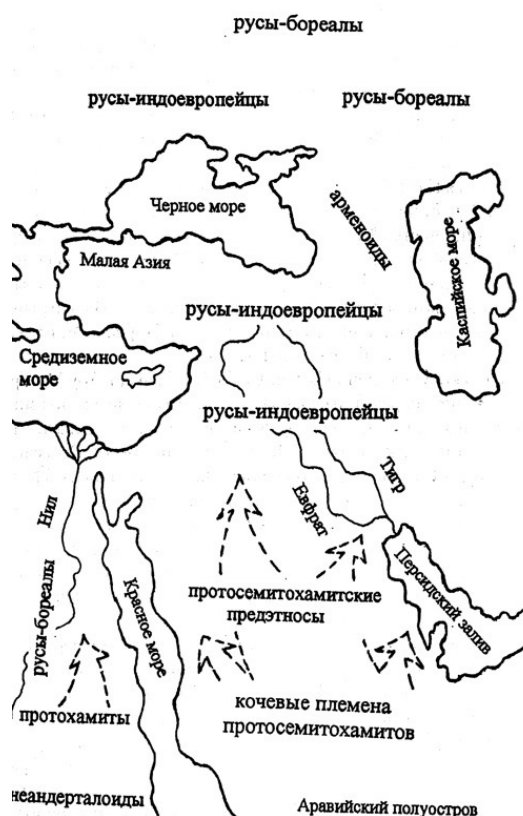 русы-бореалы
русы-индоевропейцы
русы-бореалы
Черное море
арменоиды
Каспийское море
Малая Азия
русы-индоевропейцы
Средиземное
море
русы-индоевропейцы
Тигр
Евфрат
Нил
русы-бореалы
Красное море
протосемитохамитские
предэтносы
Персидский залив
протохамиты
кочевые племена
протосемитохамитов
неандерталоиды
Аравийский полуостров